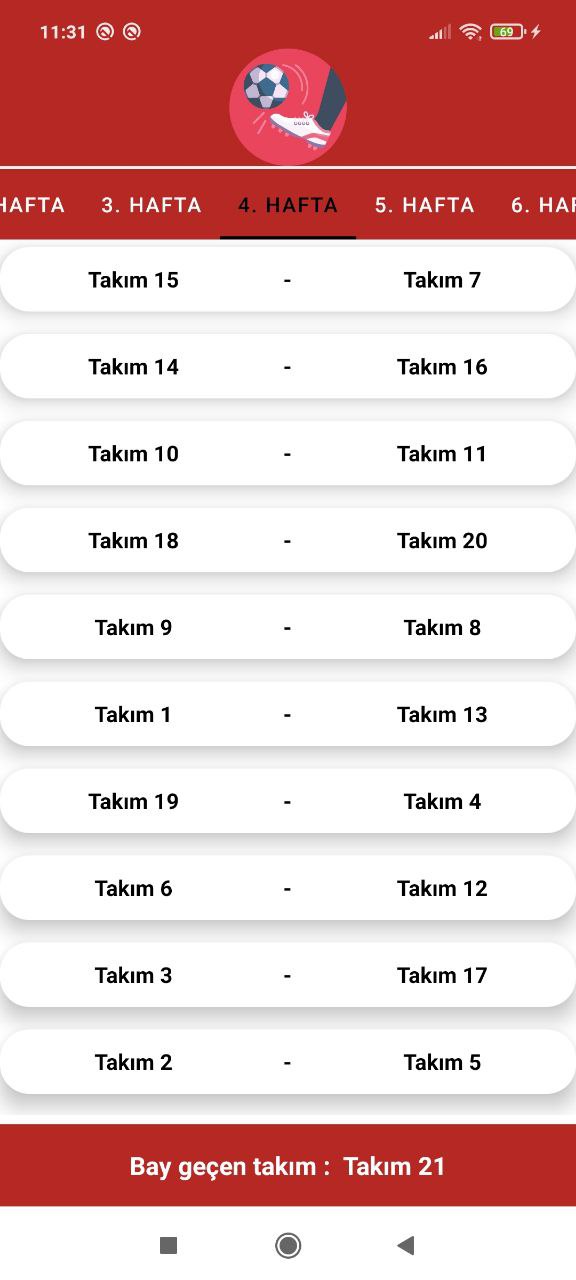 11:31 69
HAFTA 3. HAFTA 4. HAFTA 5. HAFTA 6. HAF
Takım 15 - Takım 7
Takım 14 - Takım 16
Takım 10 - Takım 11
Takım 18 - Takım 20
Takım 9 - Takım 8
Takım 1 - Takım 13
Takım 19 - Takım 4
Takım 6 - Takım 12
Takım 3 - Takım 17
Takım 2 - Takım 5
Bay geçen takım : Takım 21